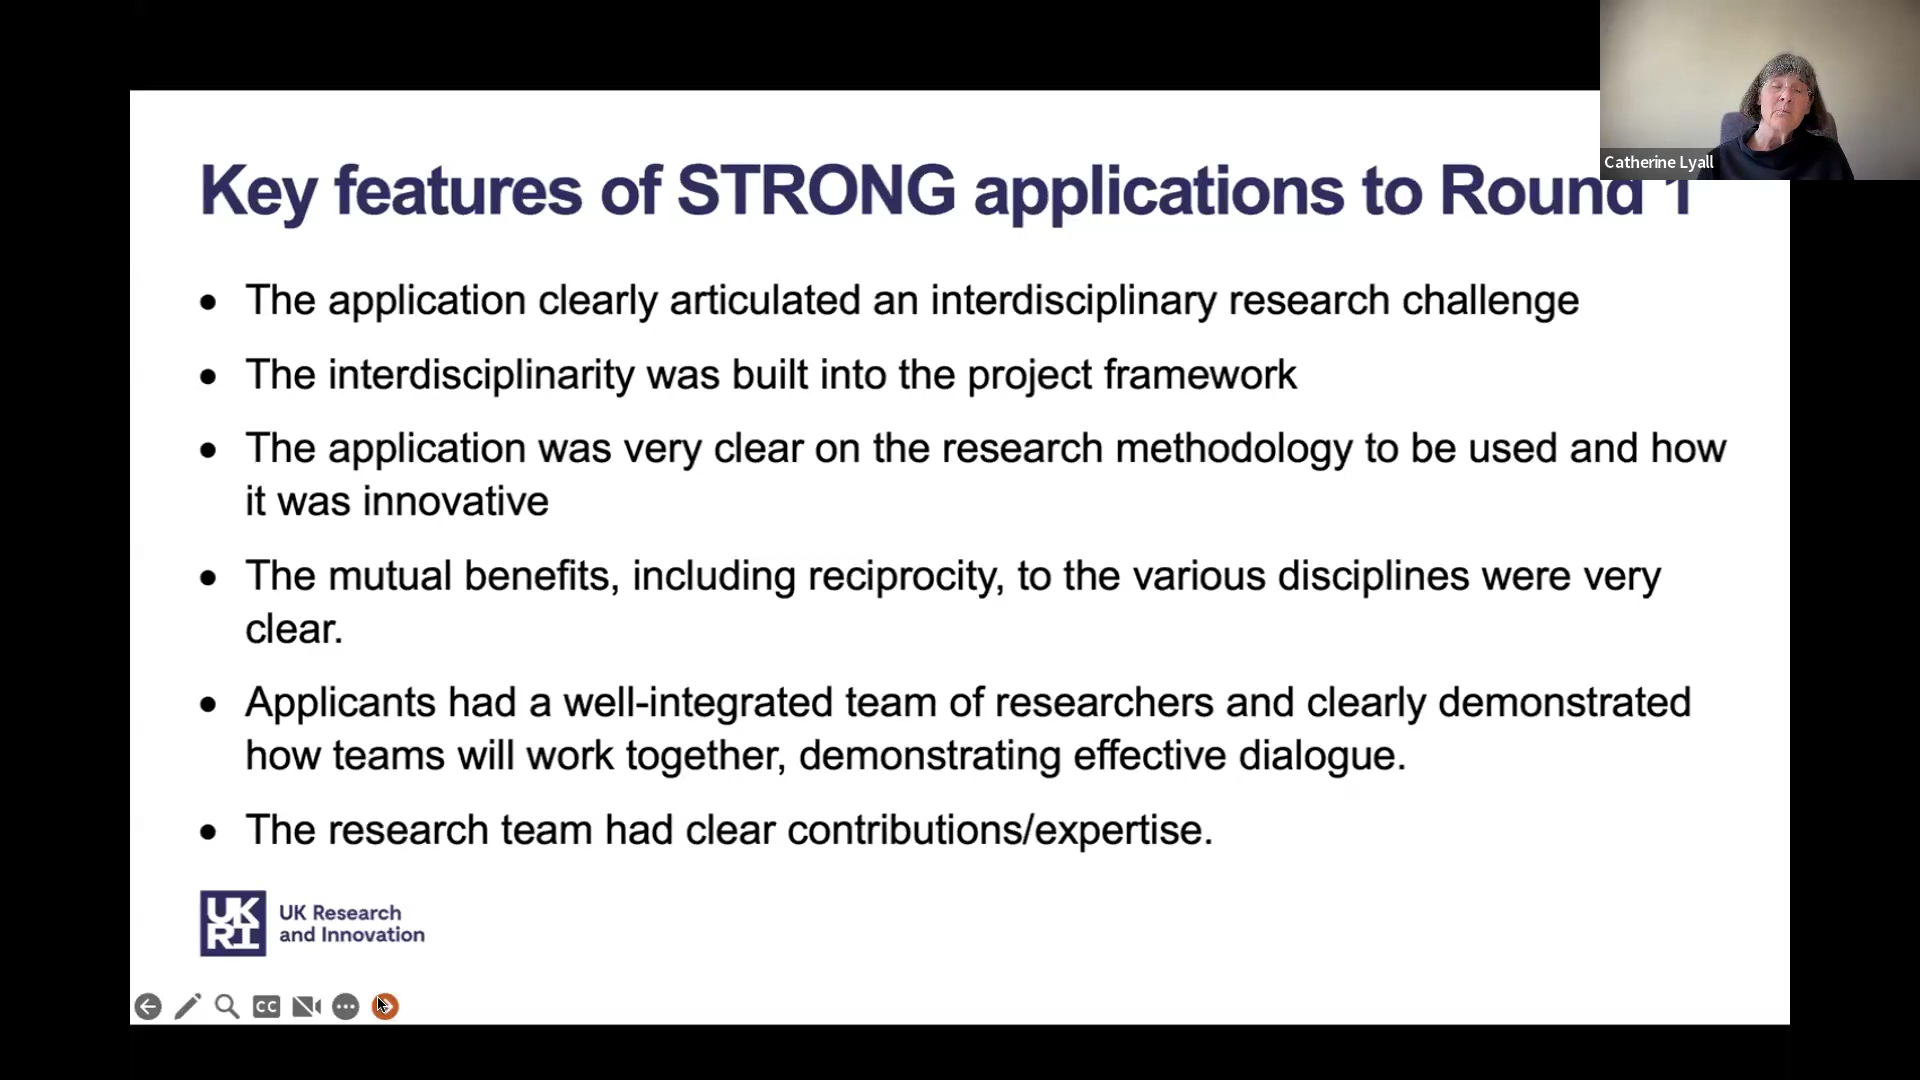 Catherine Lyall
Key features of STRONG applications to Round 1
• The application clearly articulated an interdisciplinary research challenge
• The interdisciplinarity was built into the project framework
• The application was very clear on the research methodology to be used and how
it was innovative
• The mutual benefits, including reciprocity, to the various disciplines were very
clear.
• Applicants had a well-integrated team of researchers and clearly demonstrated
how teams will work together, demonstrating effective dialogue.
• The research team had clear contributions/expertise.
UK
RI
UK Research
and Innovation
CC